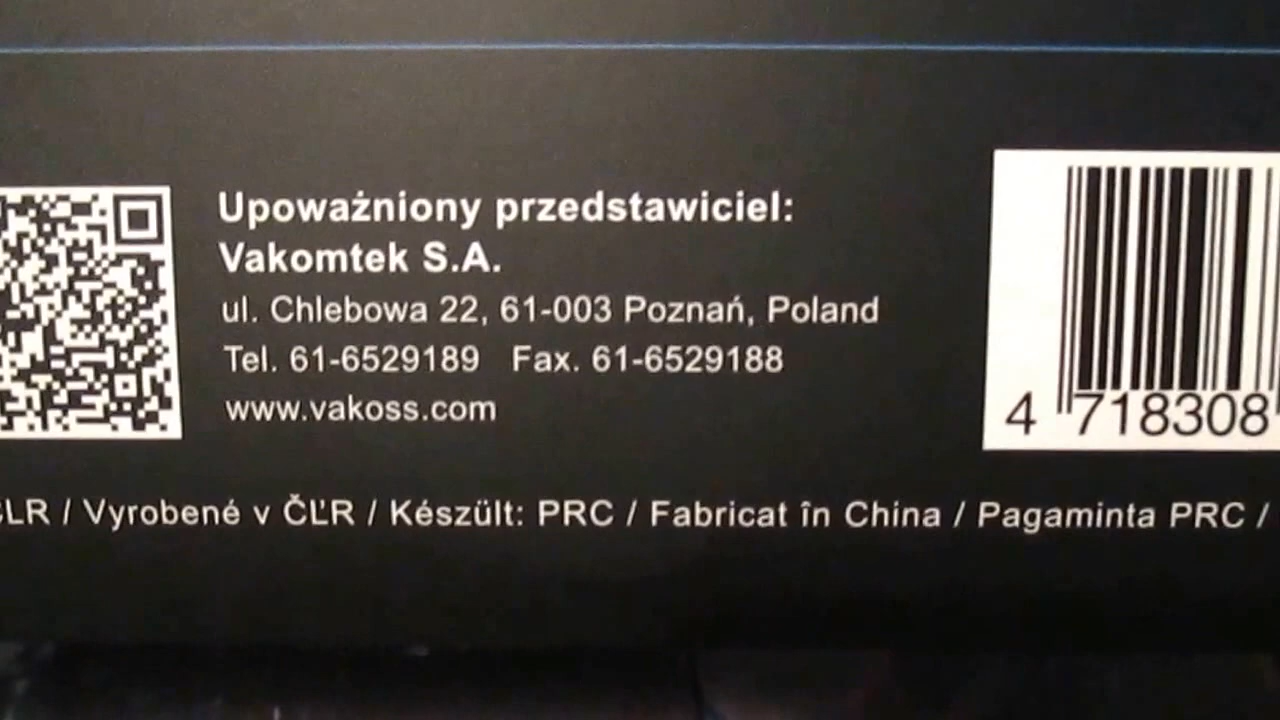 Upoważniony przedstawiciel:
Vakomtek S.A.
ul. Chlebowa 22, 61-003 Poznań, Poland
Tel. 61-6529189 Fax. 61-6529188
www.vakoss.com
4 718308
LR / Vyrobené v ČĽR / Készült: PRC / Fabricat în China / Pagaminta PRC /